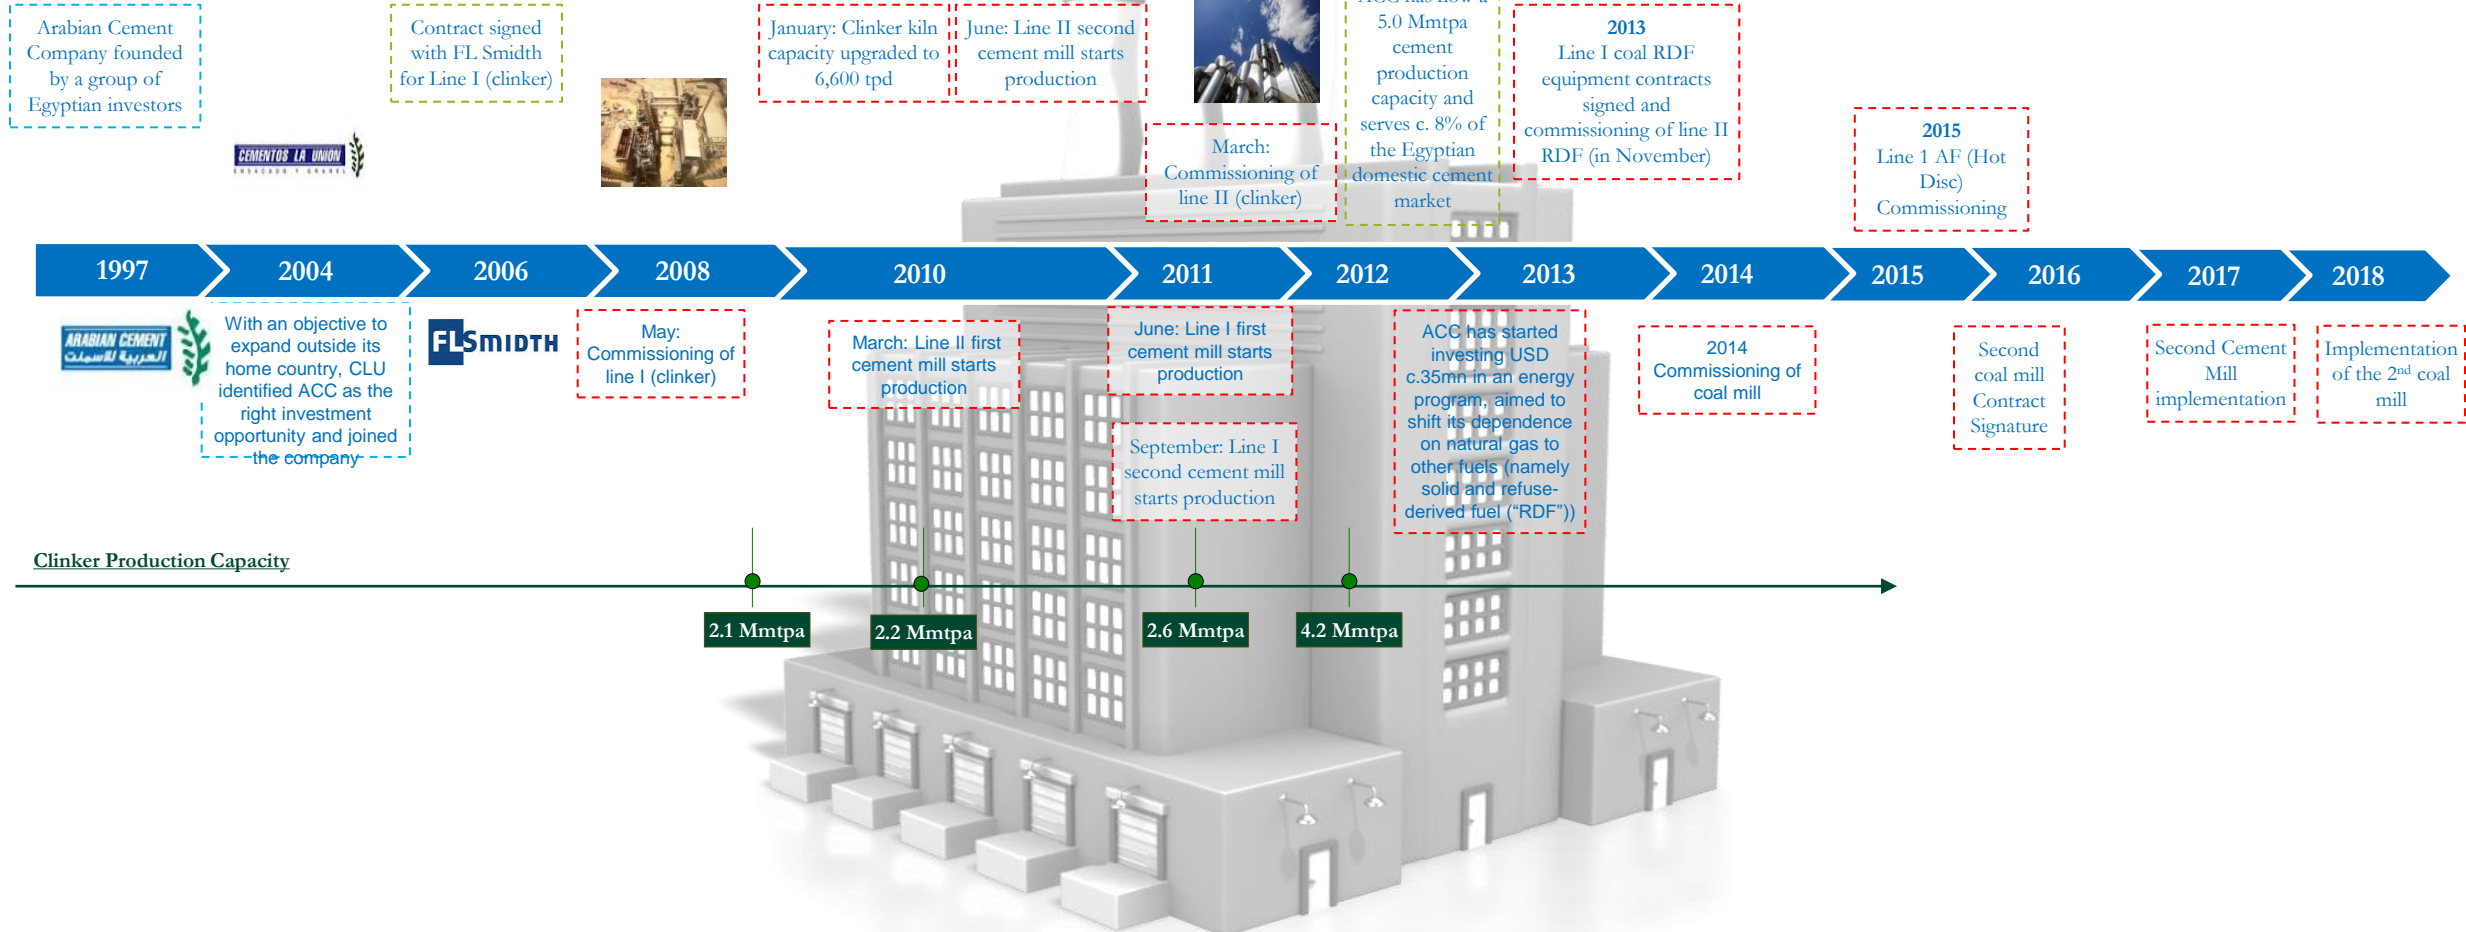 Arabian Cement
Company founded
by a group of
Egyptian investors
CEMENTOS LA UNION
ENSACADO Y GRANEL
Contract signed
with FL Smidth
for Line I (clinker)
January: Clinker kiln
capacity upgraded to
6,600 tpd
June: Line II second
cement mill starts
production
March:
Commissioning of
line II (clinker)
ACC has now a
5.0 Mmtpa
cement
production
capacity and
serves c. 8% of
the Egyptian
domestic cement
market
2013
Line I coal RDF
equipment contracts
signed and
commissioning of line II
RDF (in November)
2015
Line 1 AF (Hot
Disc)
Commissioning
1997
2004
2006
2008
2010
2011
2012
2013
2014
2015
2016
2017
2018
ARABIAN CEMENT
العربية للأسمنت
With an objective to
expand outside its
home country, CLU
identified ACC as the
right investment
opportunity and joined
the company
FLSMIDTH
May:
Commissioning of
line I (clinker)
March: Line II first
cement mill starts
production
June: Line I first
cement mill starts
production
September: Line I
second cement mill
starts production
ACC has started
investing USD
c.35mn in an energy
program, aimed to
shift its dependence
on natural gas to
other fuels (namely
solid and refuse-
derived fuel (“RDF”))
2014
Commissioning of
coal mill
Second
coal mill
Contract
Signature
Second Cement
Mill
implementation
Implementation
of the 2nd coal
mill
Clinker Production Capacity
2.1 Mmtpa
2.2 Mmtpa
2.6 Mmtpa
4.2 Mmtpa